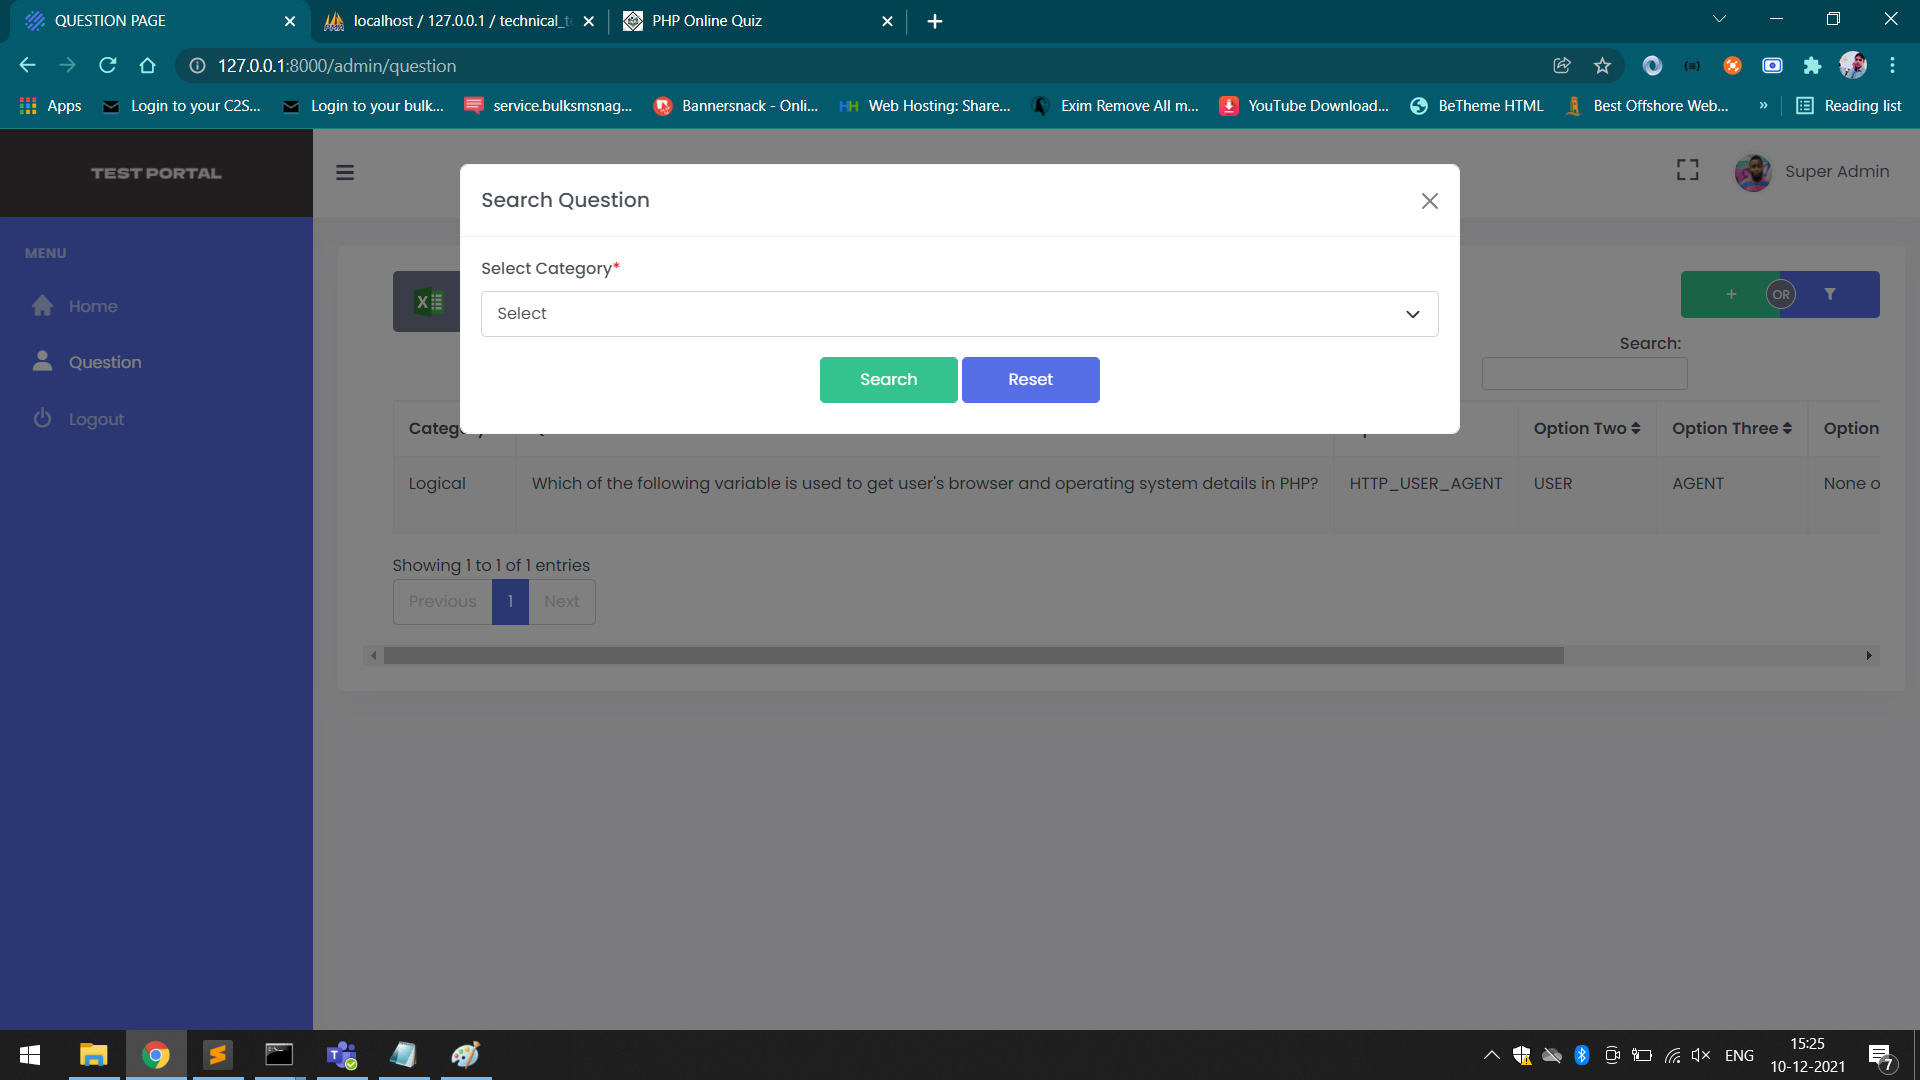 QUESTION PAGE
localhost / 127.0.0.1 / technical_t
PHP Online Quiz
127.0.0.1:8000/admin/question
Apps
Login to your C2S...
Login to your bulk...
service.bulksmsnag...
Bannersnack - Onli...
HH
Web Hosting: Share...
Exim Remove All m...
YouTube Download...
BeTheme HTML
Best Offshore Web...
»
Reading list
TEST PORTAL
Super Admin
MENU
Home
Question
Logout
Search Question
Select Category*
Select
Search
Reset
+
OR
Search:
Option Two
Option Three
Option
Logical
Which of the following variable is used to get user's browser and operating system details in PHP?
HTTP_USER_AGENT
USER
AGENT
None o
Showing 1 to 1 of 1 entries
Previous
1
Next
ENG
15:25
10-12-2021
7